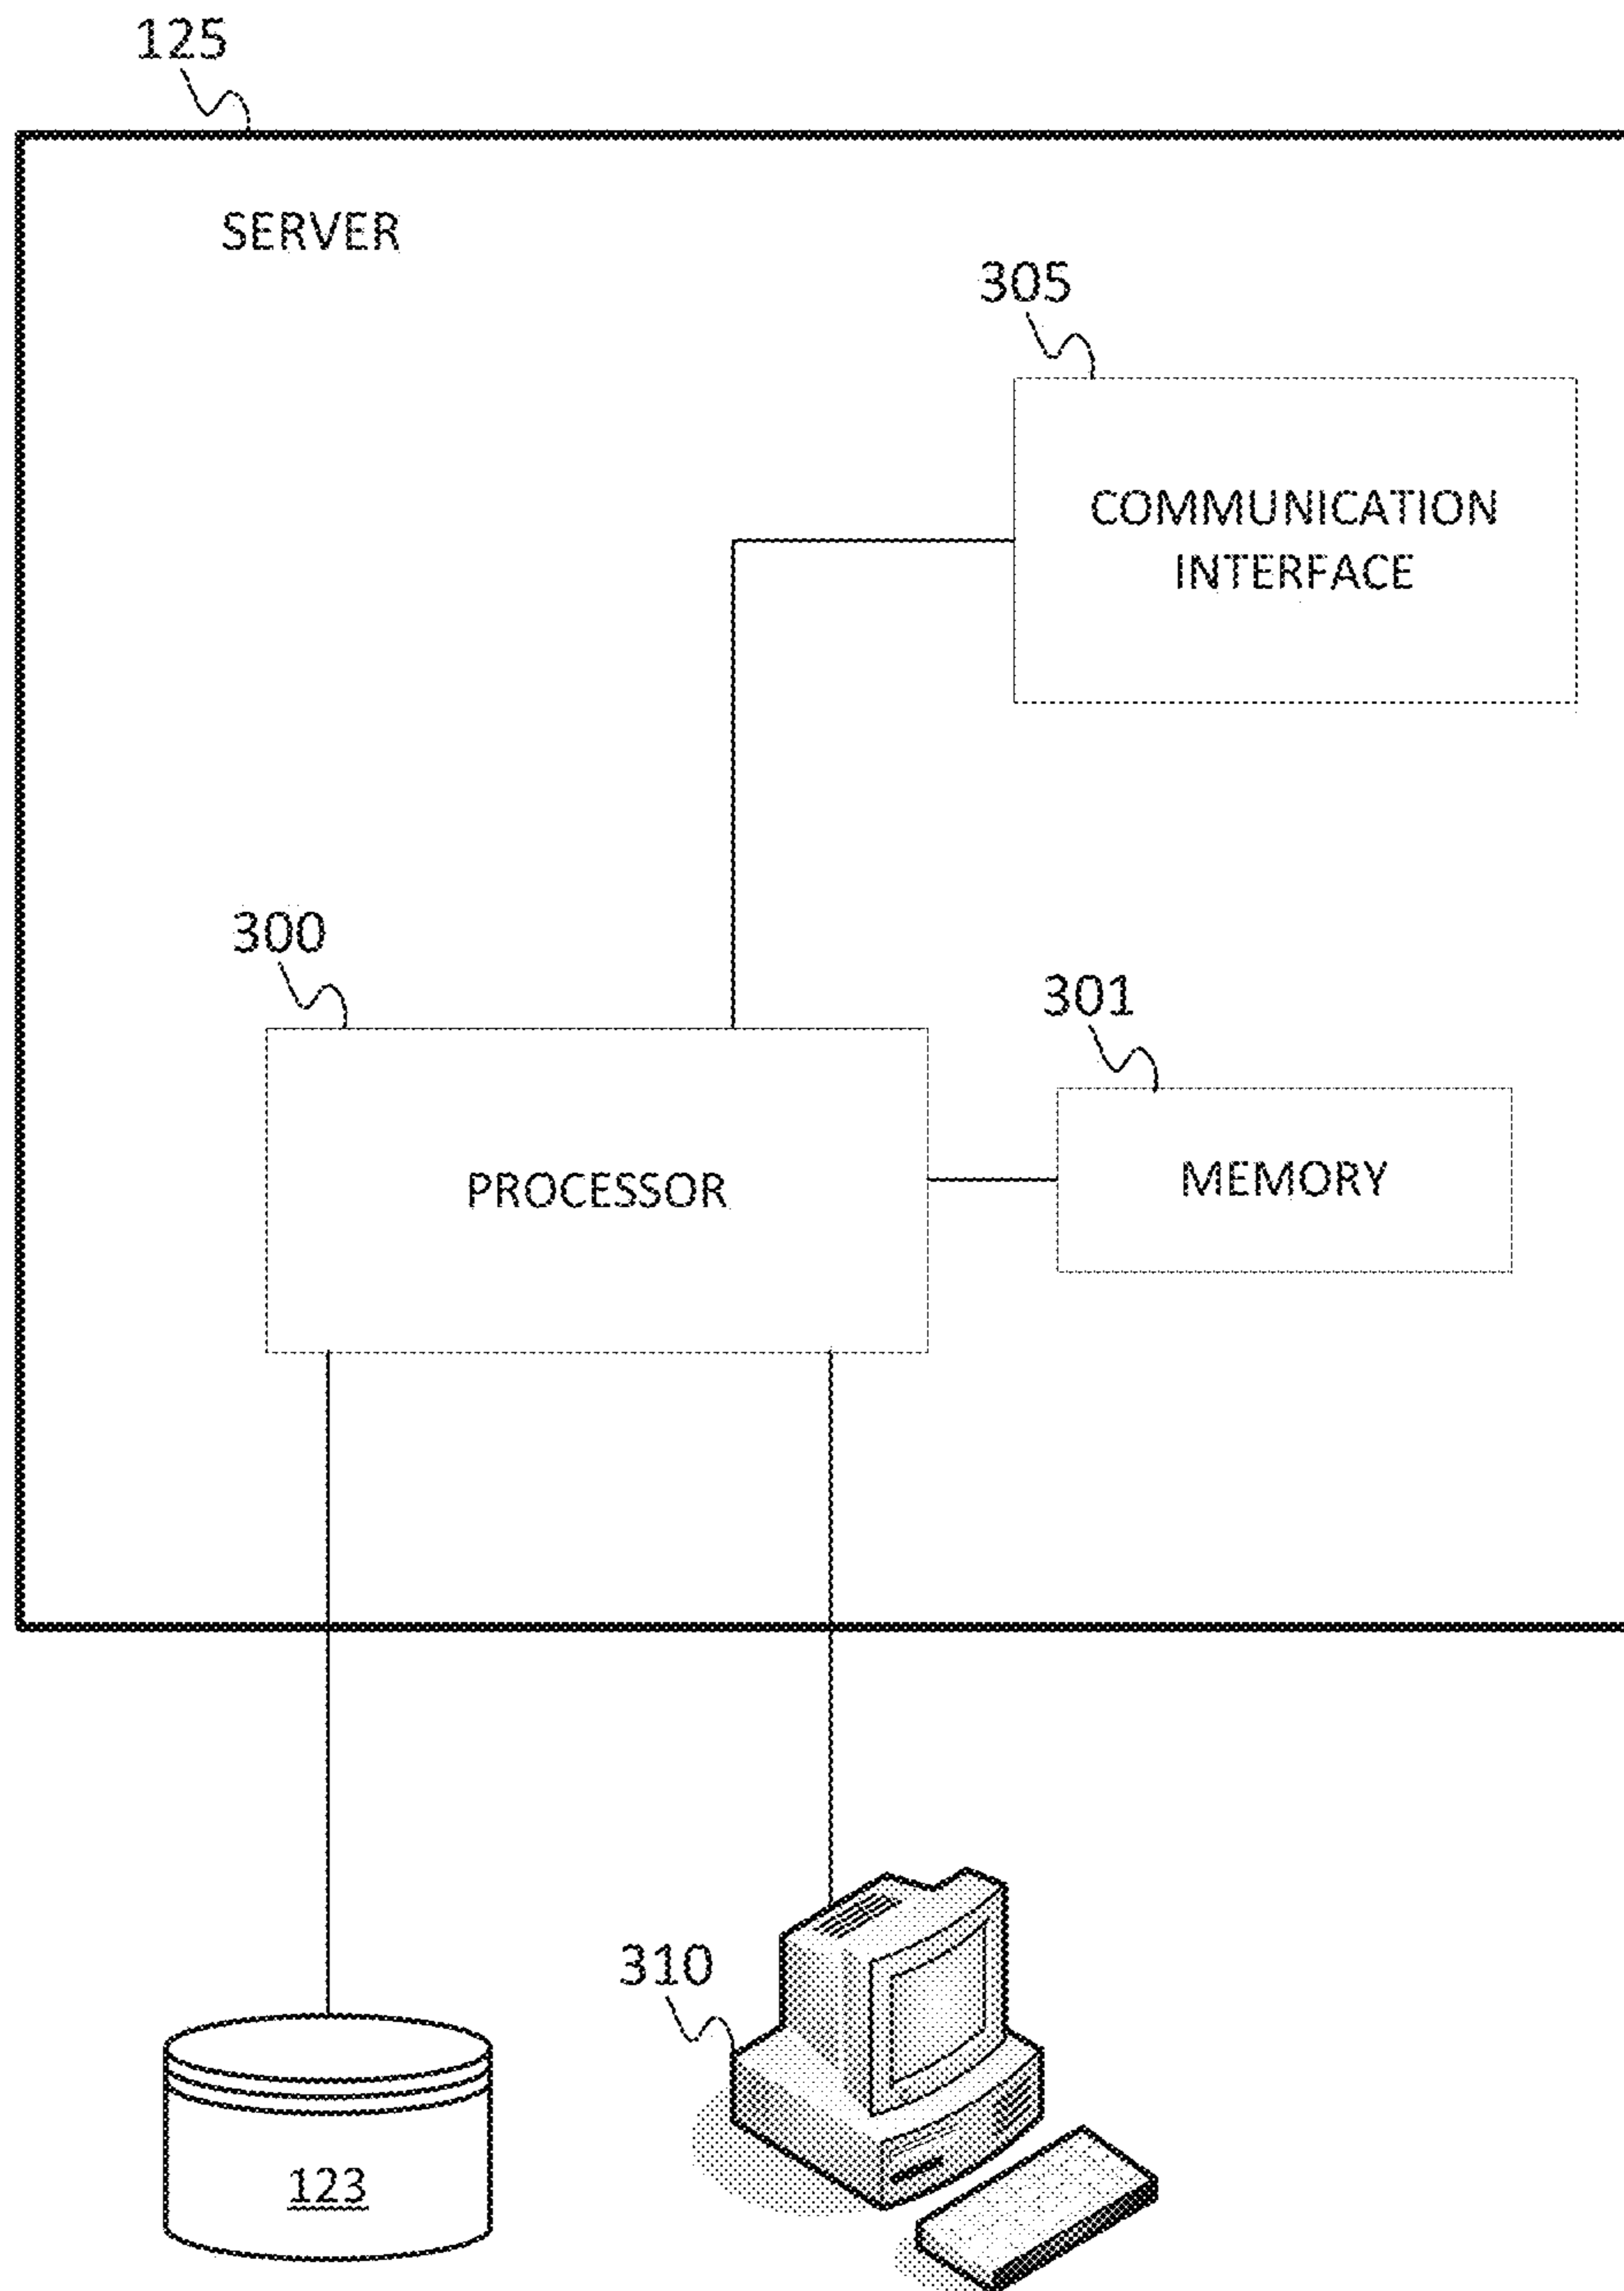 125
SERVER
305
COMMUNICATION
INTERFACE
300
301
PROCESSOR
MEMORY
310
123